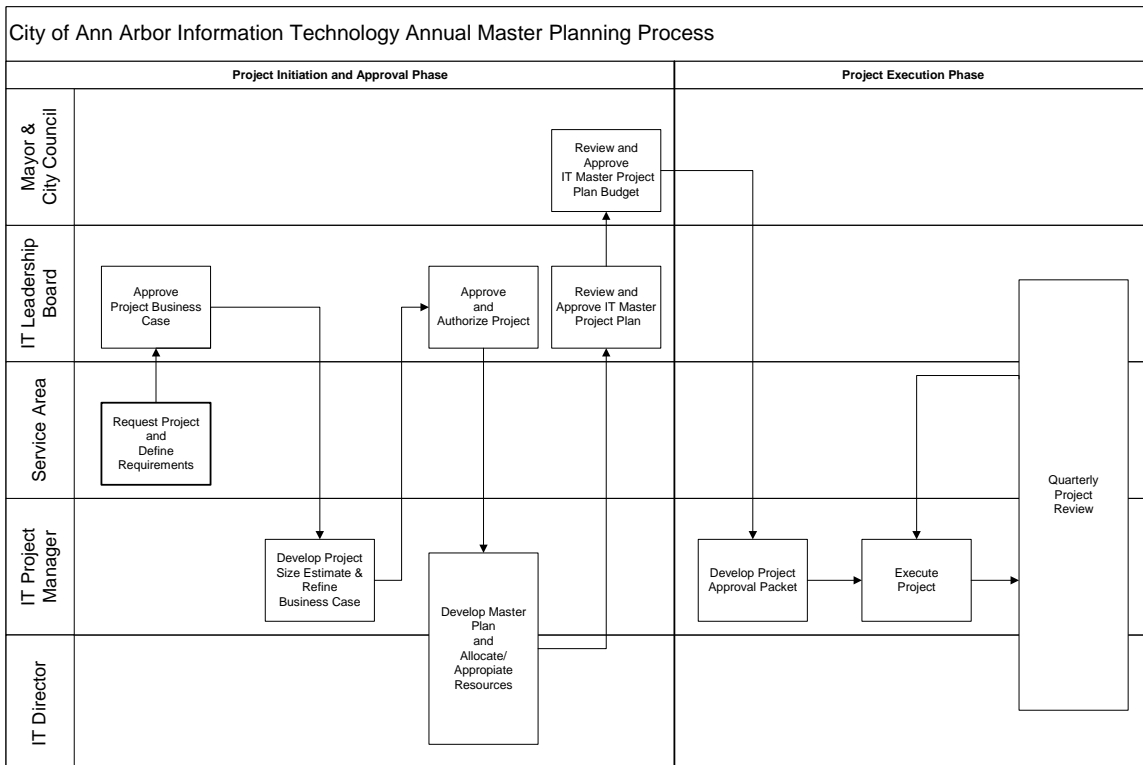 City of Ann Arbor Information Technology Annual Master Planning Process
Project Initiation and Approval Phase
Project Execution Phase
Mayor &
City Council
Review and
Approve
IT Master Project
Plan Budget
IT Leadership
Board
Approve
Project Business
Case
Approve
and
Authorize Project
Review and
Approve IT Master
Project Plan
Service Area
Request Project
and
Define
Requirements
Quarterly
Project
Review
IT Project
Manager
Develop Project
Size Estimate &
Refine
Business Case
Develop Master
Plan
and
Allocate/
Appropiate
Resources
Develop Project
Approval Packet
Execute
Project
IT Director